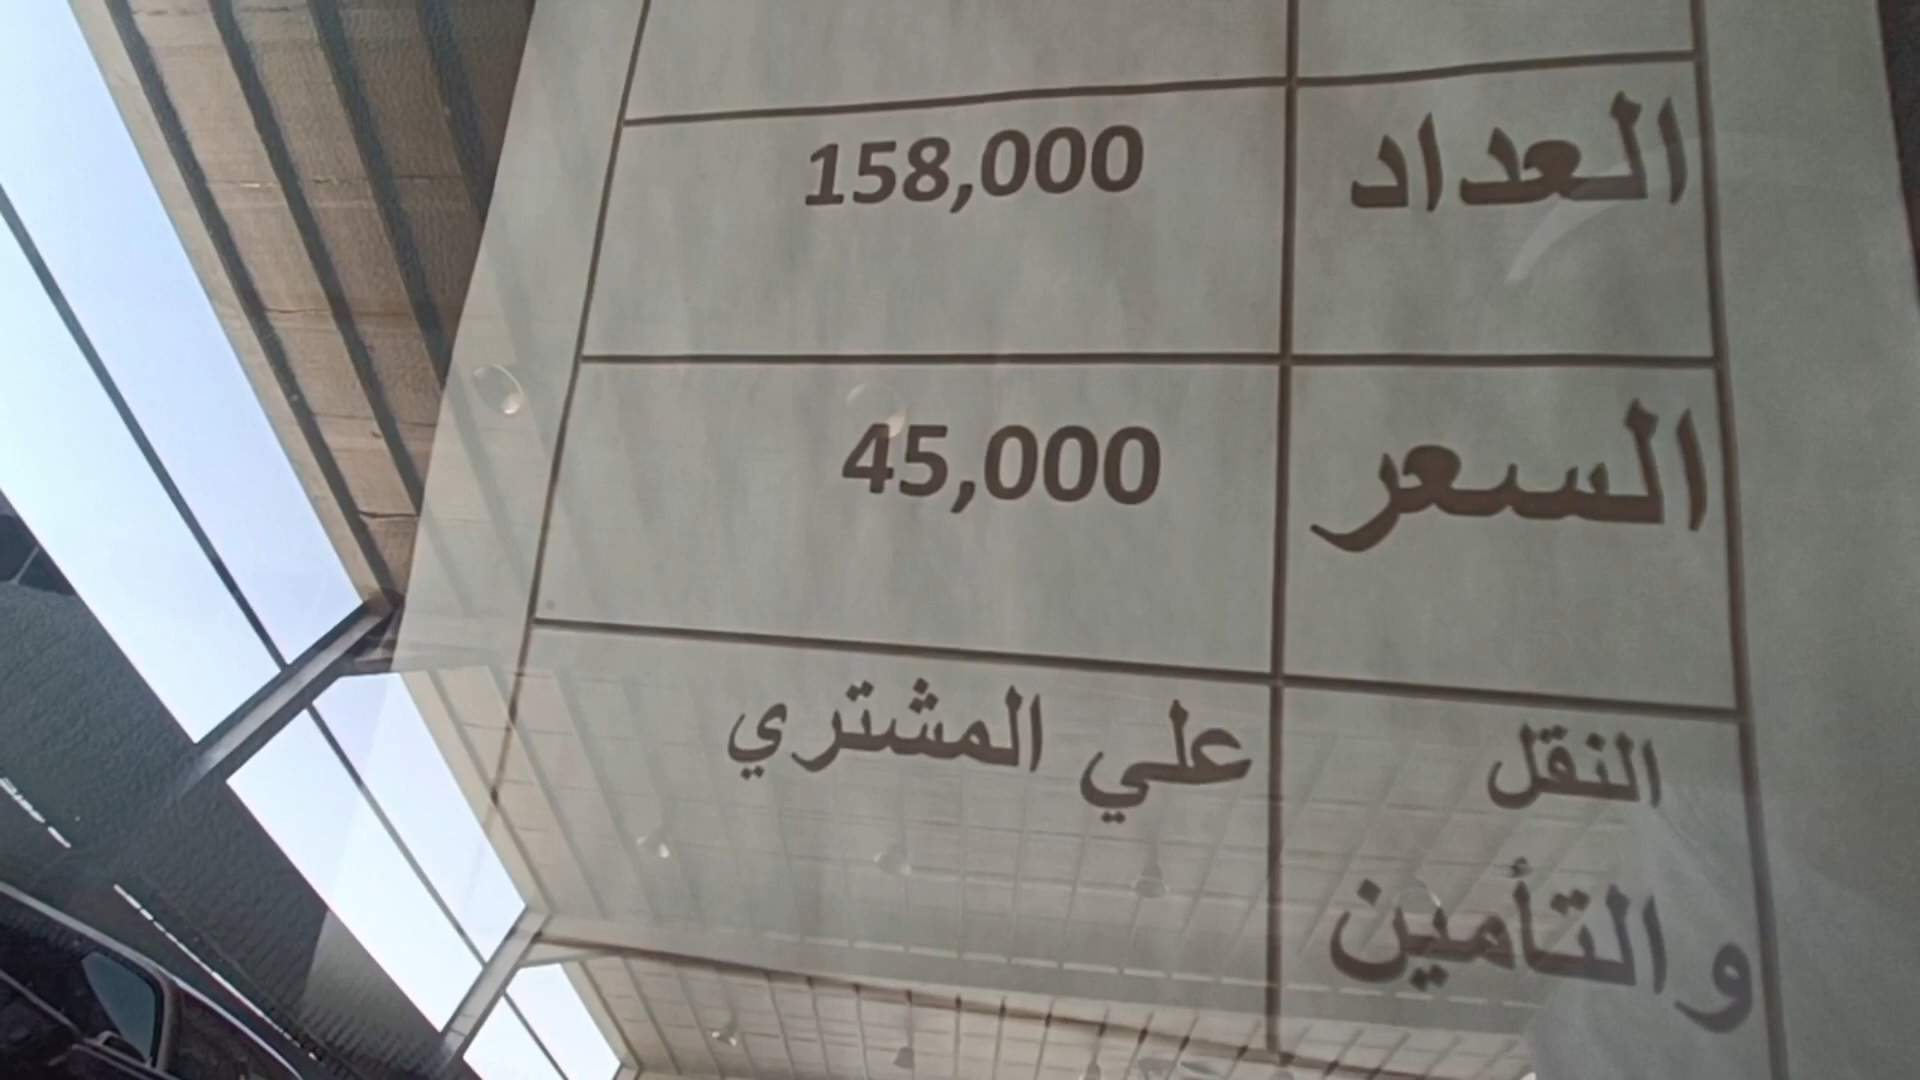 العداد 158,000
السعر 45,000
النقل علي المشتري
والتأمين